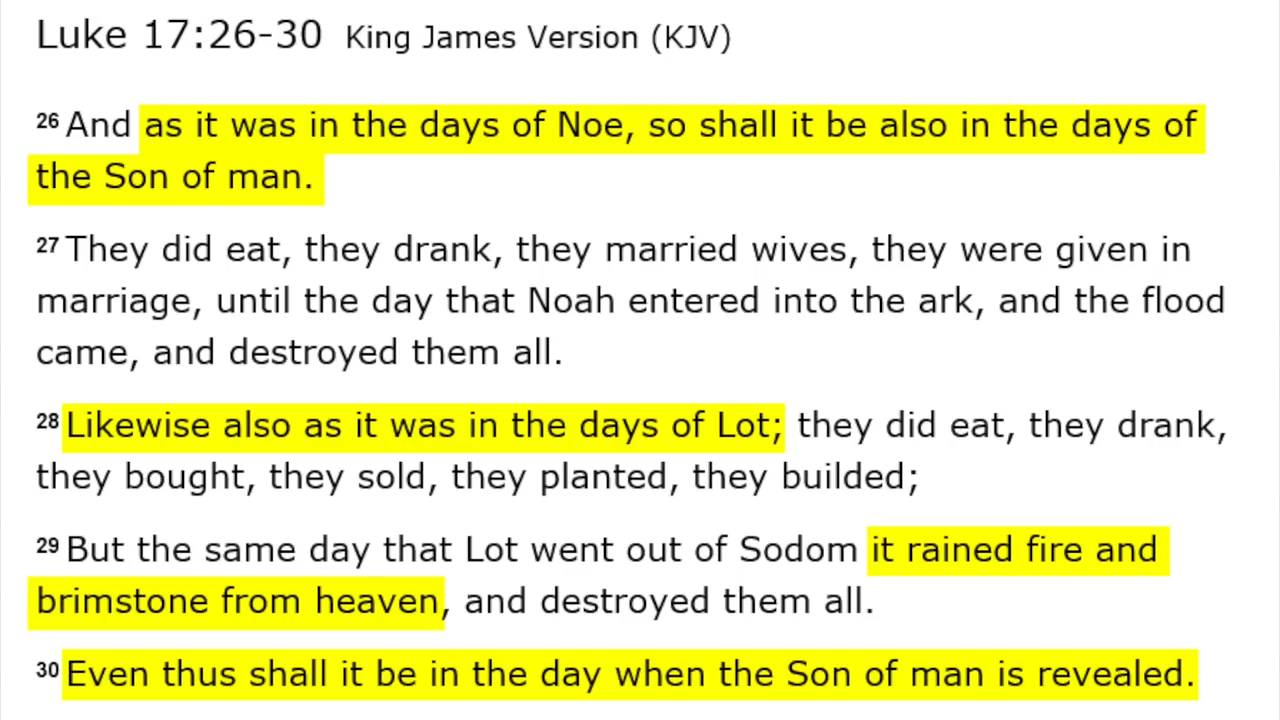 Luke 17:26-30 King James Version (KJV)
26 And as it was in the days of Noe, so shall it be also in the days of
the Son of man.
27 They did eat, they drank, they married wives, they were given in
marriage, until the day that Noah entered into the ark, and the flood
came, and destroyed them all.
28 Likewise also as it was in the days of Lot; they did eat, they drank,
they bought, they sold, they planted, they builded;
29 But the same day that Lot went out of Sodom it rained fire and
brimstone from heaven, and destroyed them all.
30 Even thus shall it be in the day when the Son of man is revealed.